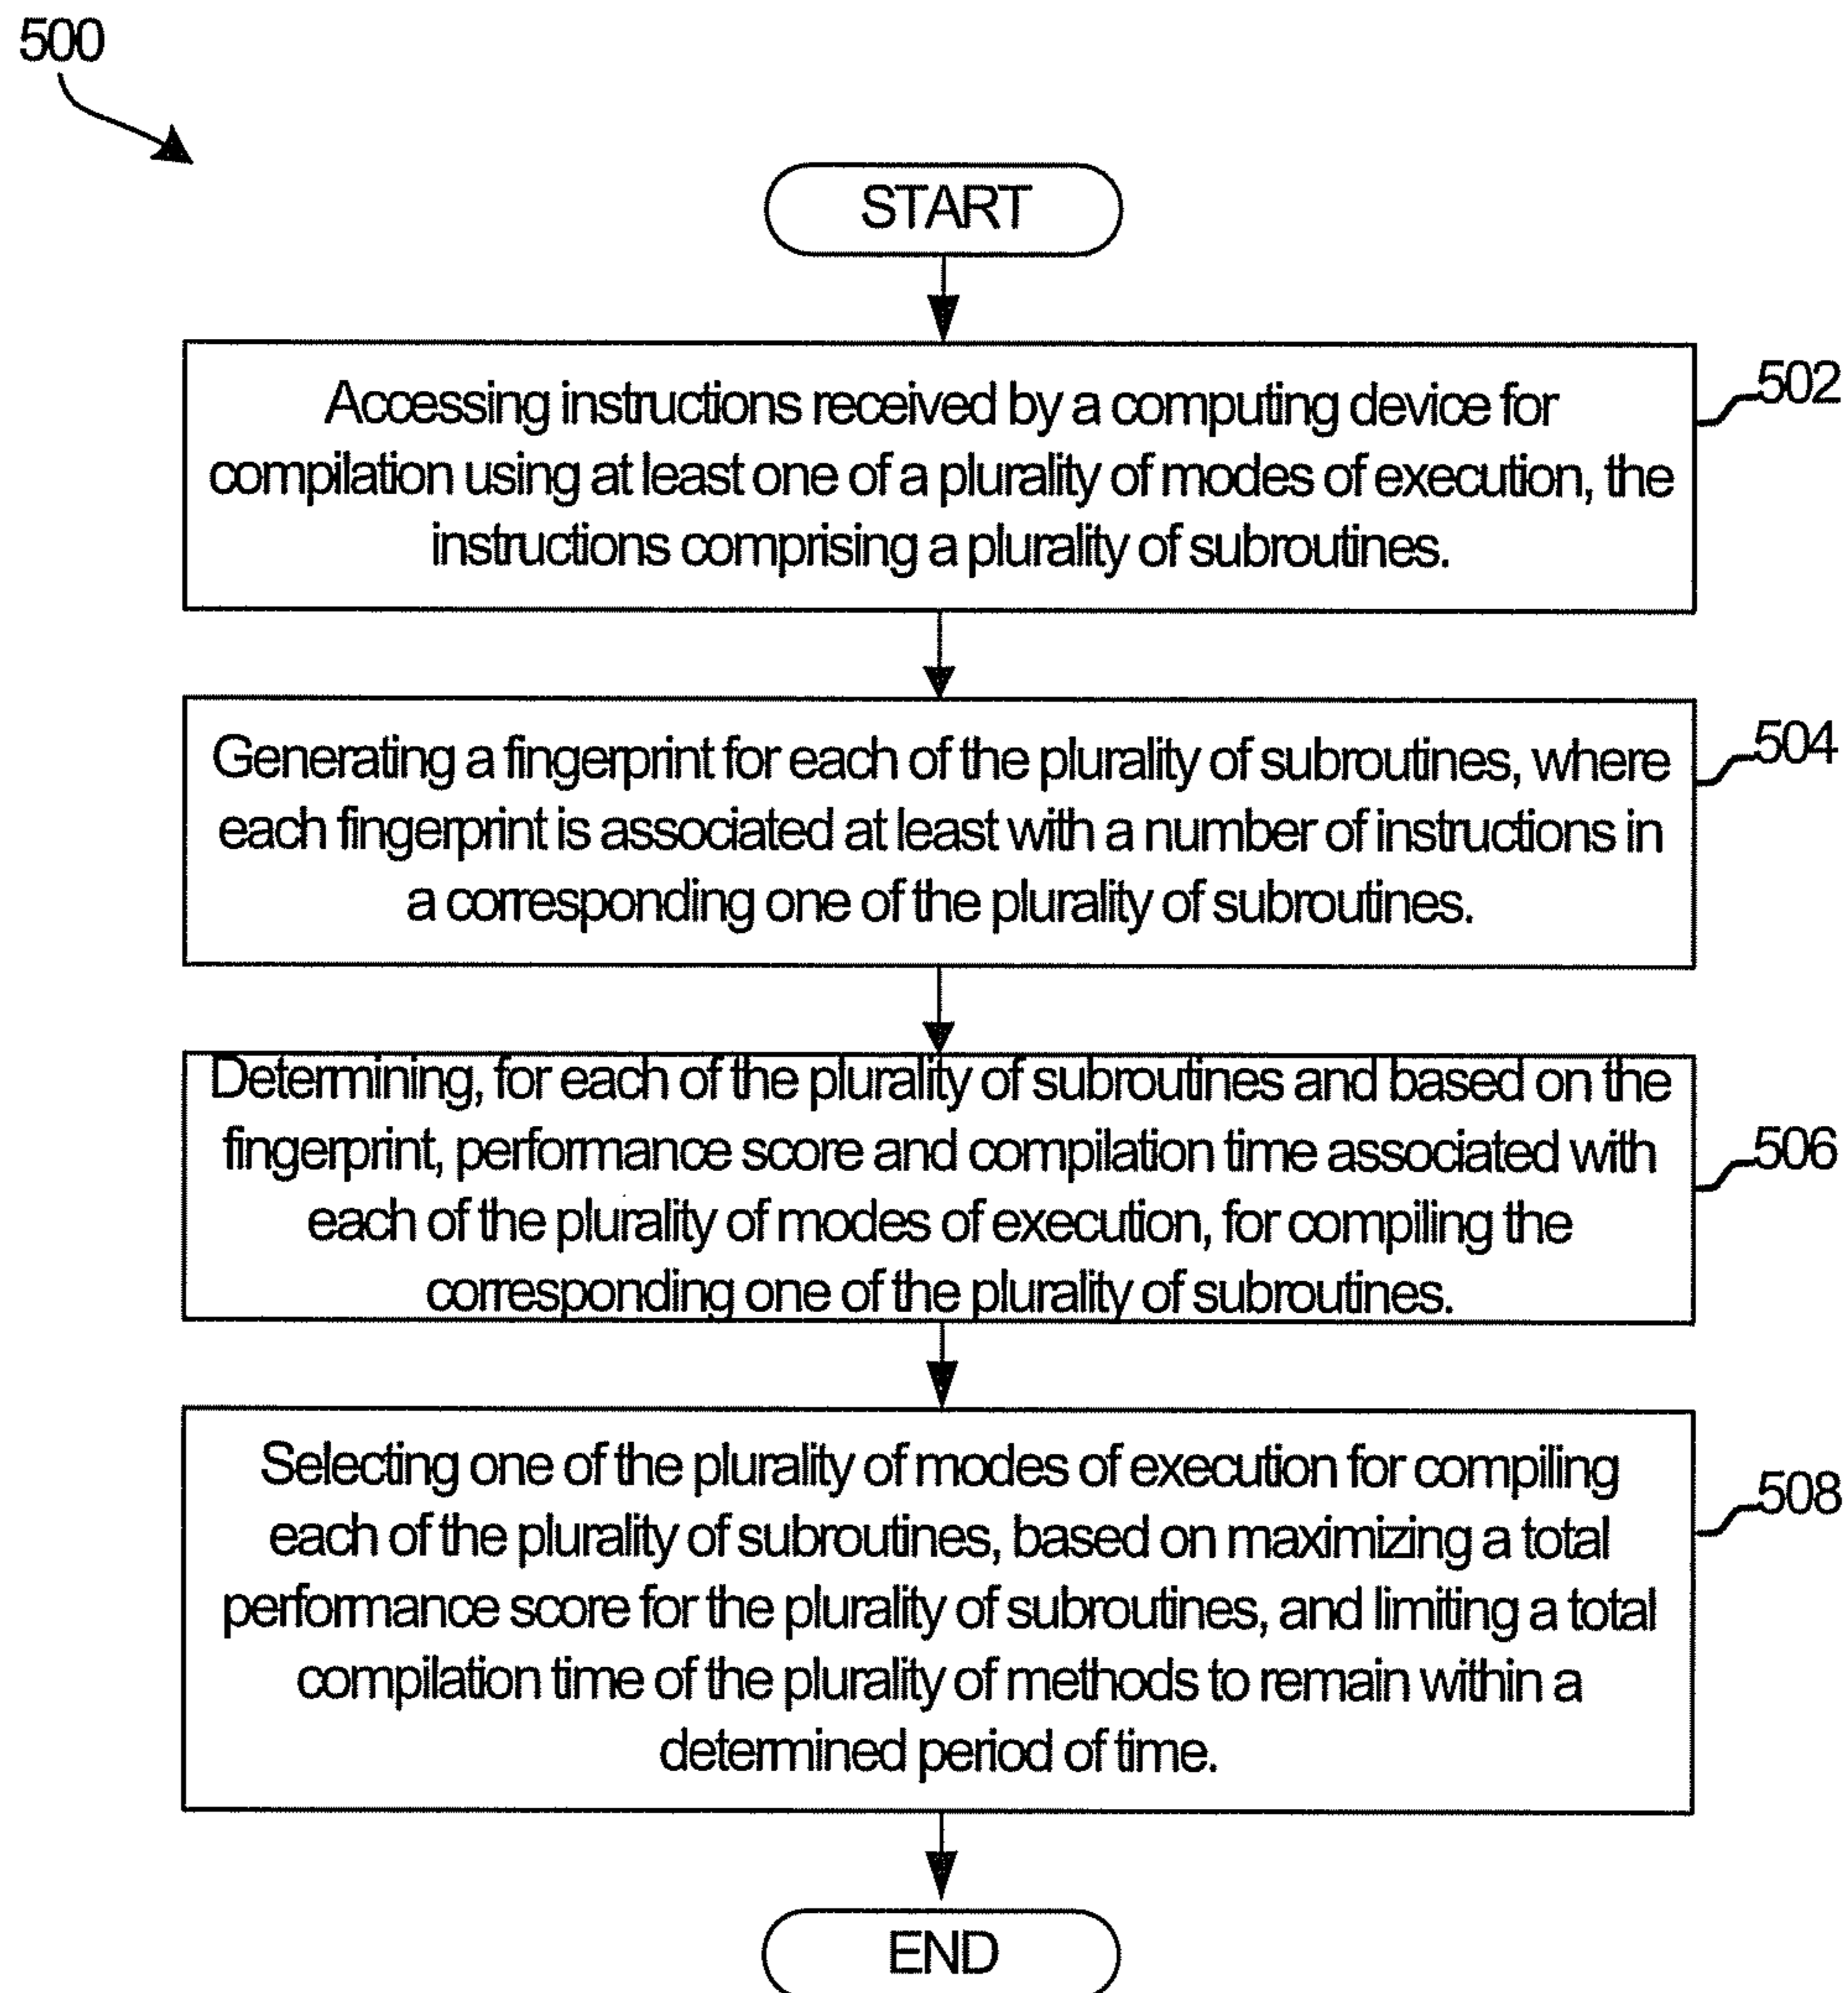 500
START
Accessing instructions received by a computing device for
compilation using at least one of a plurality of modes of execution, the
instructions comprising a plurality of subroutines.
502
Generating a fingerprint for each of the plurality of subroutines, where
each fingerprint is associated at least with a number of instructions in
a corresponding one of the plurality of subroutines.
504
Determining, for each of the plurality of subroutines and based on the
fingerprint, performance score and compilation time associated with
each of the plurality of modes of execution, for compiling the
corresponding one of the plurality of subroutines.
506
Selecting one of the plurality of modes of execution for compiling
each of the plurality of subroutines, based on maximizing a total
performance score for the plurality of subroutines, and limiting a total
compilation time of the plurality of methods to remain within a
determined period of time.
508
END